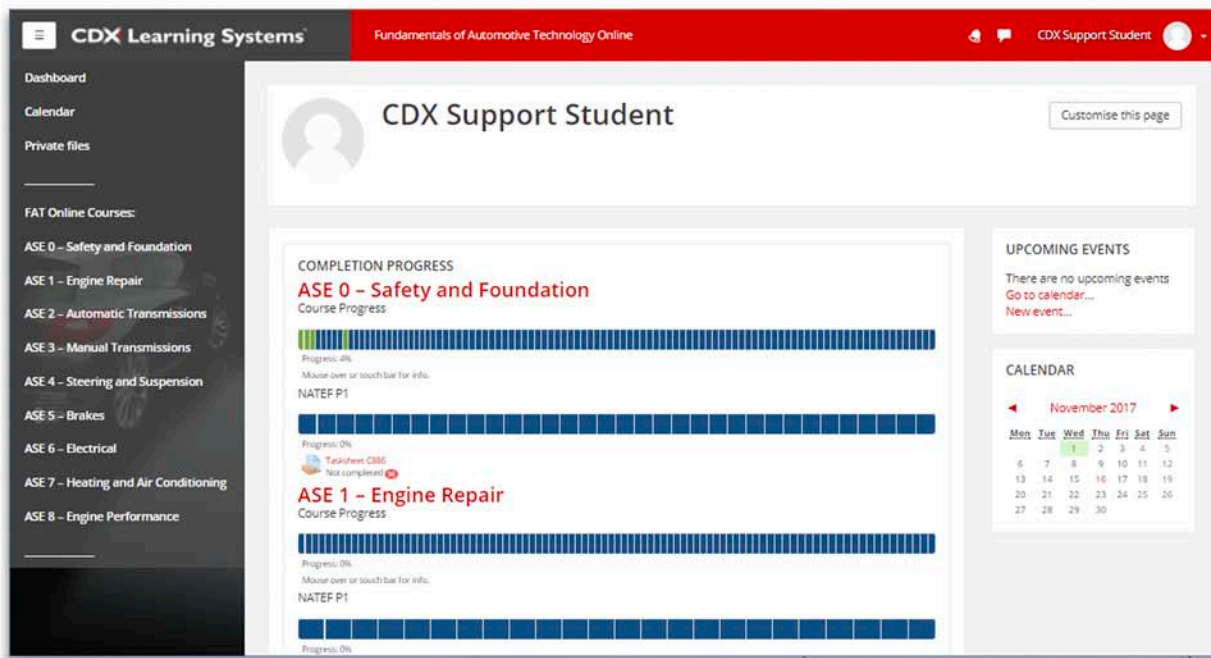 CDX Learning Systems
Fundamentals of Automotive Technology Online
CDX Support Student
Dashboard
Calendar
Private files
FAT Online Courses:
ASE 0 – Safety and Foundation
ASE 1 – Engine Repair
ASE 2 – Automatic Transmissions
ASE 3 – Manual Transmissions
ASE 4 – Steering and Suspension
ASE 5 – Brakes
ASE 6 – Electrical
ASE 7 – Heating and Air Conditioning
ASE 8 – Engine Performance
CDX Support Student
Customise this page
COMPLETION PROGRESS
ASE 0 – Safety and Foundation
Course Progress
Progress: 4%
Mouse over or touch bar for info.
NATEF P1
Progress: 0%
Tasksheet C886
Not completed
ASE 1 – Engine Repair
Course Progress
Progress: 0%
Mouse over or touch bar for info.
NATEF P1
Progress: 0%
UPCOMING EVENTS
There are no upcoming events
Go to calendar...
New event...
CALENDAR
◄ November 2017 ►
Mon Tue Wed Thu Fri Sat Sun
1 2 3 4 5
6 7 8 9 10 11 12
13 14 15 16 17 18 19
20 21 22 23 24 25 26
27 28 29 30